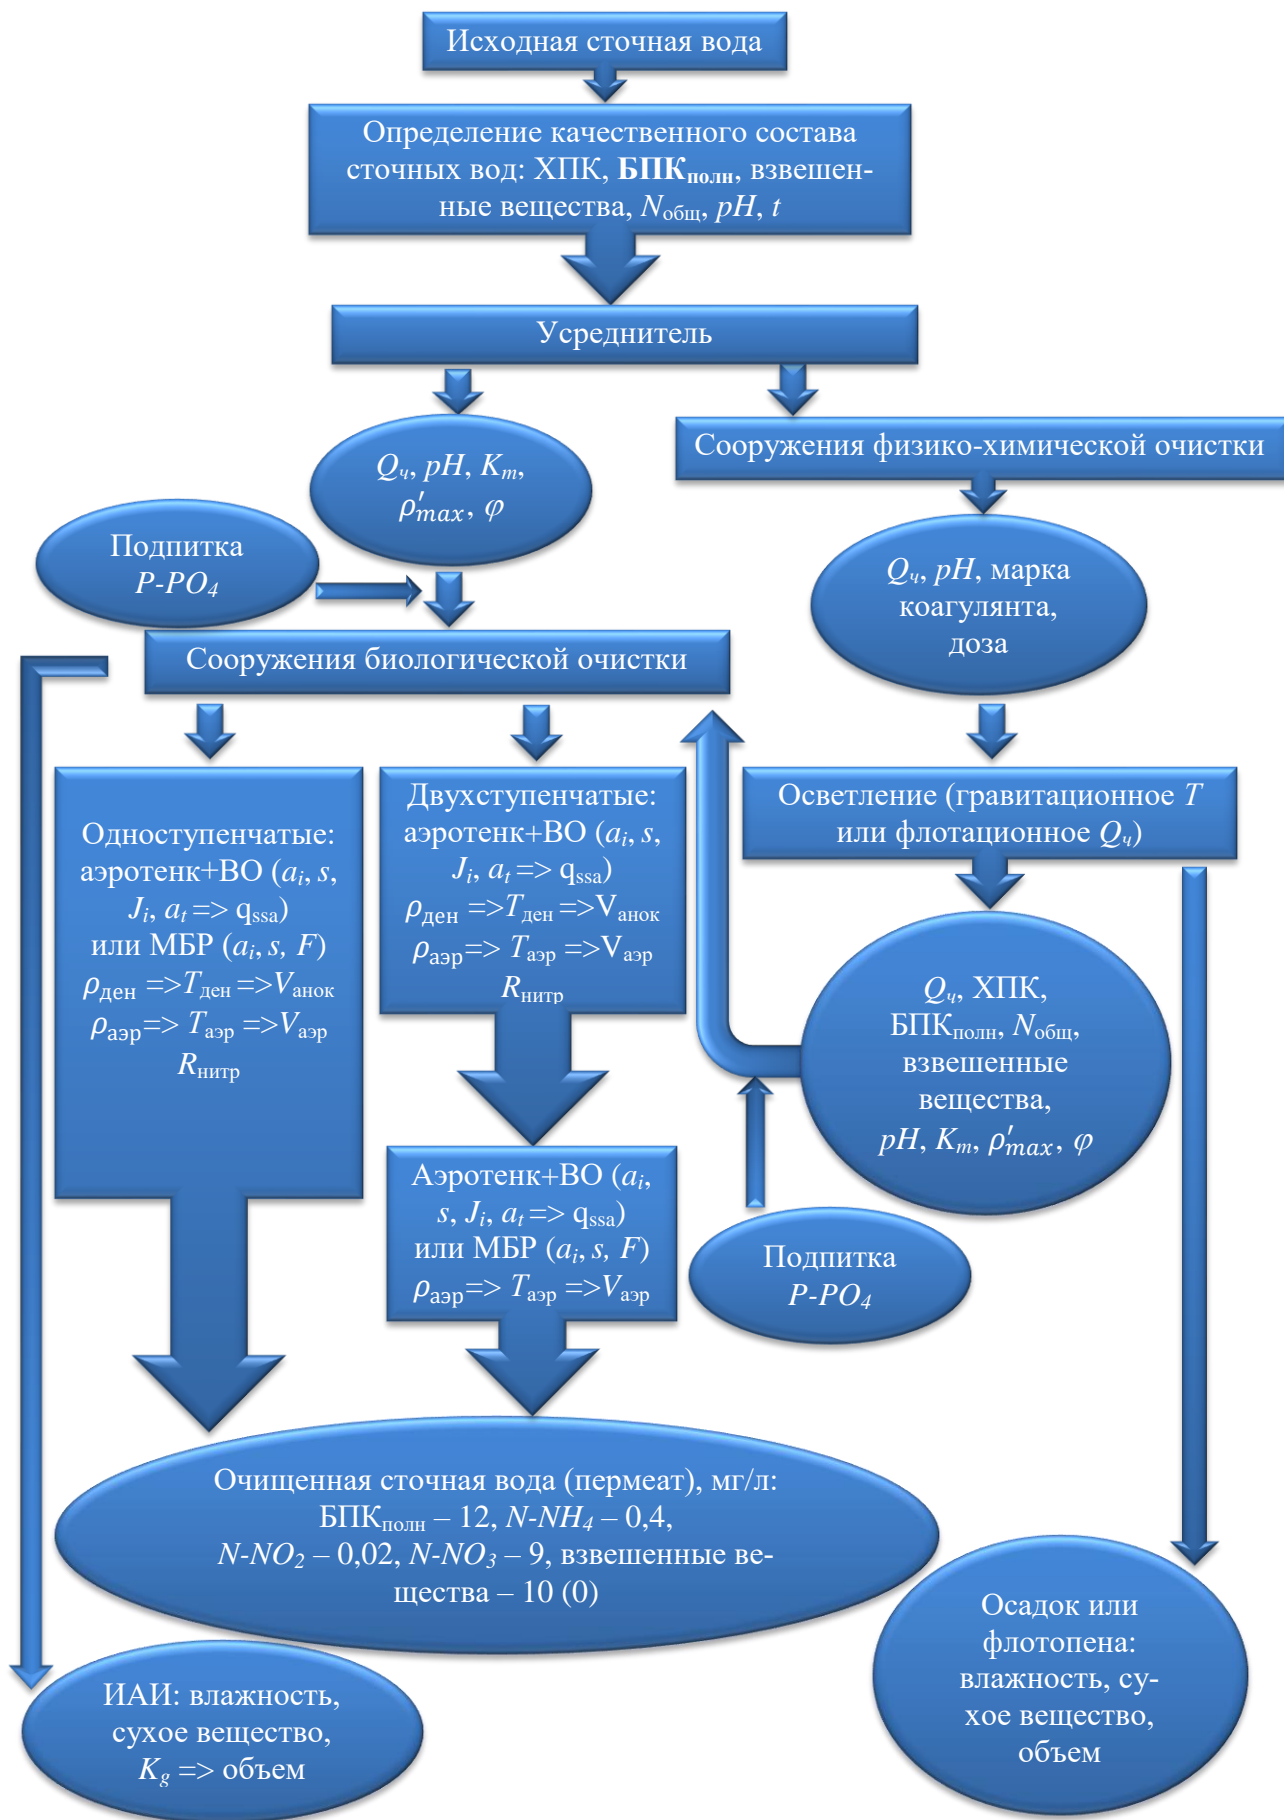 Исходная сточная вода
Определение качественного состава
сточных вод: ХПК, БПКполн, взвешен-
ные вещества, Nобщ, pH, t
Усреднитель
Qч, pH, Km,
ρ′max, φ
Сооружения физико-химической очистки
Подпитка
P-PO4
Qч, pH, марка
коагулянта,
доза
Сооружения биологической очистки
Одноступенчатые:
аэротенк+ВО (ai, s,
Ji, at => qssa)
или МБР (ai, s, F)
ρден =>Tден =>Vанок
ρаэр=> Tаэр =>Vаэр
Rнитр
Двухступенчатые:
аэротенк+ВО (ai, s,
Ji, at => qssa)
ρден =>Tден =>Vанок
ρаэр=> Tаэр =>Vаэр
Rнитр
Осветление (гравитационное T
или флотационное Qч)
Qч, ХПК,
БПКполн, Nобщ,
взвешенные
вещества,
pH, Km, ρ′max, φ
Аэротенк+ВО (ai,
s, Ji, at => qssa)
или МБР (ai, s, F)
ρаэр=> Tаэр =>Vаэр
Подпитка
P-PO4
Очищенная сточная вода (пермеат), мг/л:
БПКполн – 12, N-NH4 – 0,4,
N-NO2 – 0,02, N-NO3 – 9, взвешенные ве-
щества – 10 (0)
Осадок или
флотопена:
влажность, су-
хое вещество,
объем
ИАИ: влажность,
сухое вещество,
Kg => объем